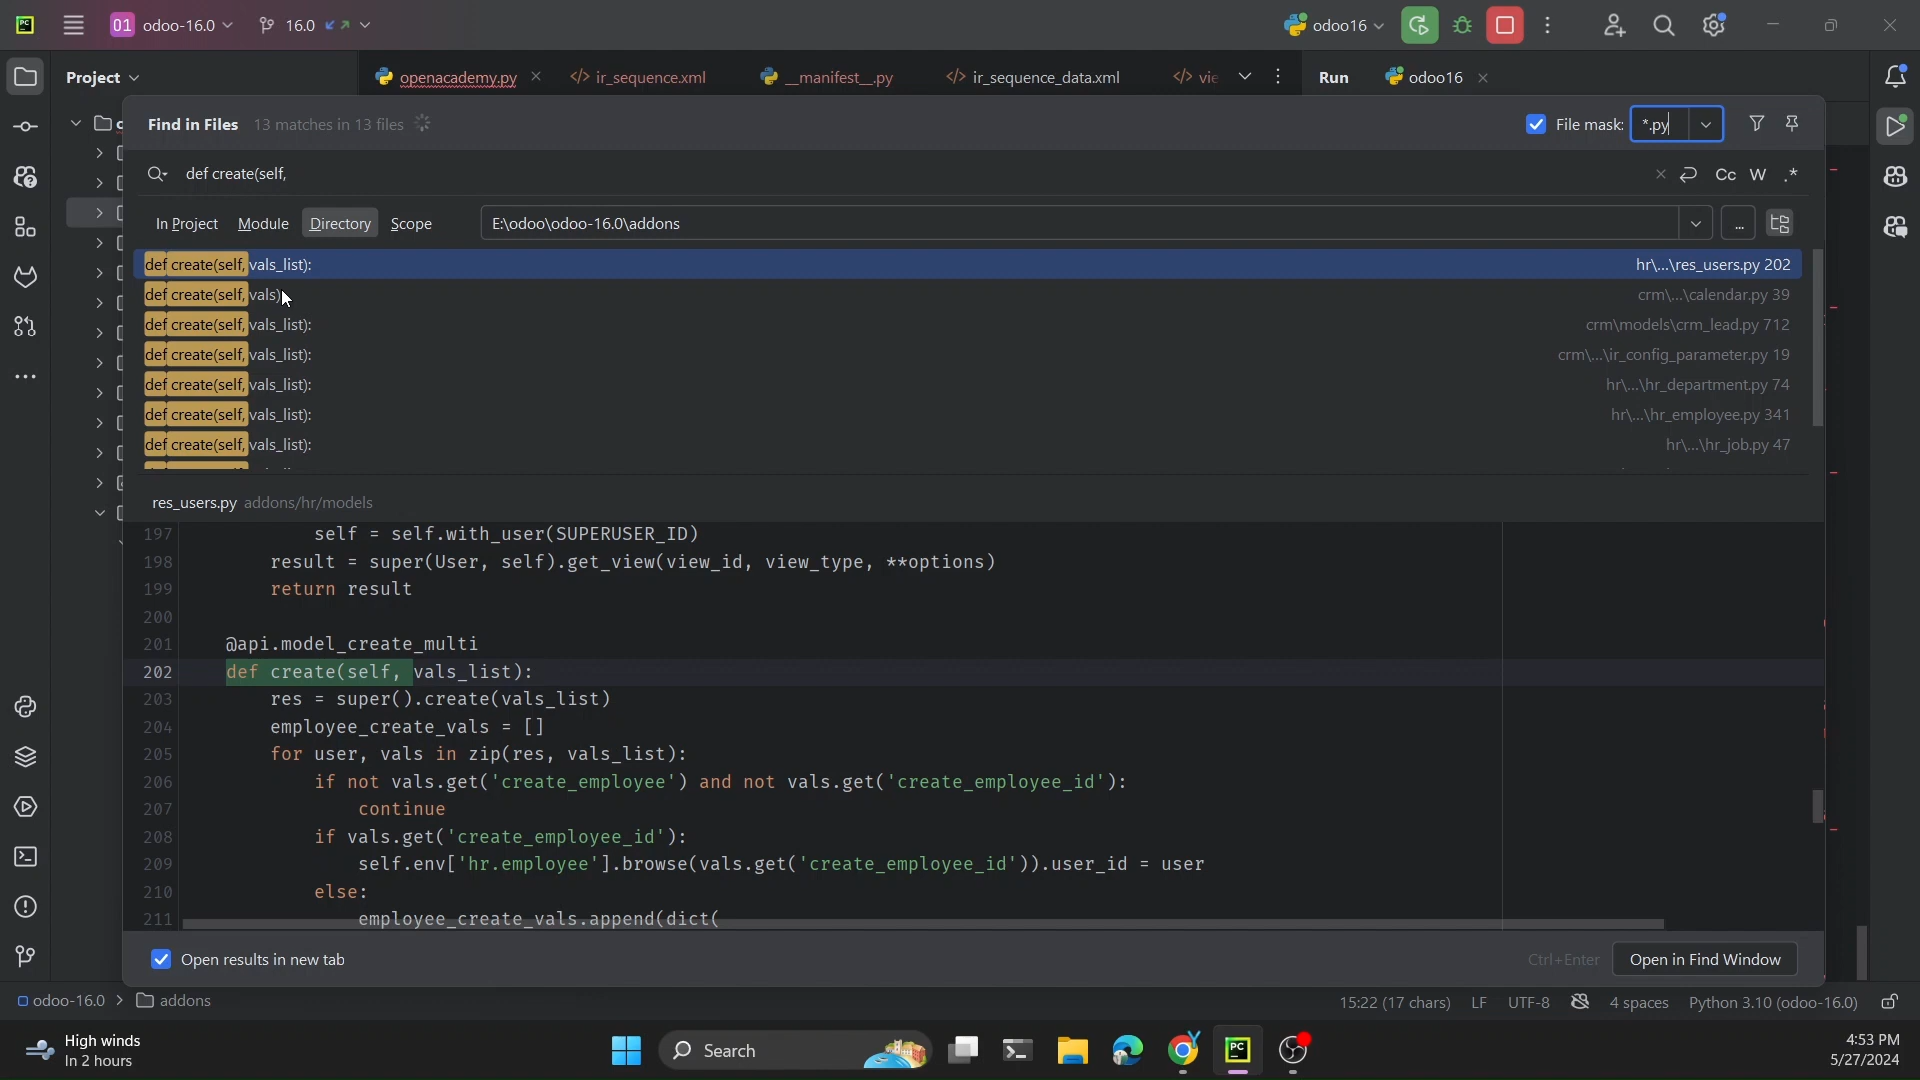 01 odoo-16.0 16.0 odoo16
Project openacademy.py ir_sequence.xml __manifest__.py ir_sequence_data.xml vie Run odoo16
Find in Files 13 matches in 13 files File mask: *.py
def create(self, Cc W .*
In Project Module Directory Scope E:\odoo\odoo-16.0\addons ...
def create(self, vals_list): hr\...\res_users.py 202
def create(self, vals) crm\...\calendar.py 39
def create(self, vals_list): crm\models\crm_lead.py 712
def create(self, vals_list): crm\...\ir_config_parameter.py 19
def create(self, vals_list): hr\...\hr_department.py 74
def create(self, vals_list): hr\...\hr_employee.py 341
def create(self, vals_list): hr\...\hr_job.py 47
res_users.py addons/hr/models
197 self = self.with_user(SUPERUSER_ID)
198 result = super(User, self).get_view(view_id, view_type, **options)
199 return result
200
201 @api.model_create_multi
202 def create(self, vals_list):
203 res = super().create(vals_list)
204 employee_create_vals = []
205 for user, vals in zip(res, vals_list):
206 if not vals.get('create_employee') and not vals.get('create_employee_id'):
207 continue
208 if vals.get('create_employee_id'):
209 self.env['hr.employee'].browse(vals.get('create_employee_id')).user_id = user
210 else:
211 employee_create_vals.append(dict(
Open results in new tab Ctrl+Enter Open in Find Window
odoo-16.0 > addons 15:22 (17 chars) LF UTF-8 4 spaces Python 3.10 (odoo-16.0)
High winds
In 2 hours
Search
4:53 PM
5/27/2024